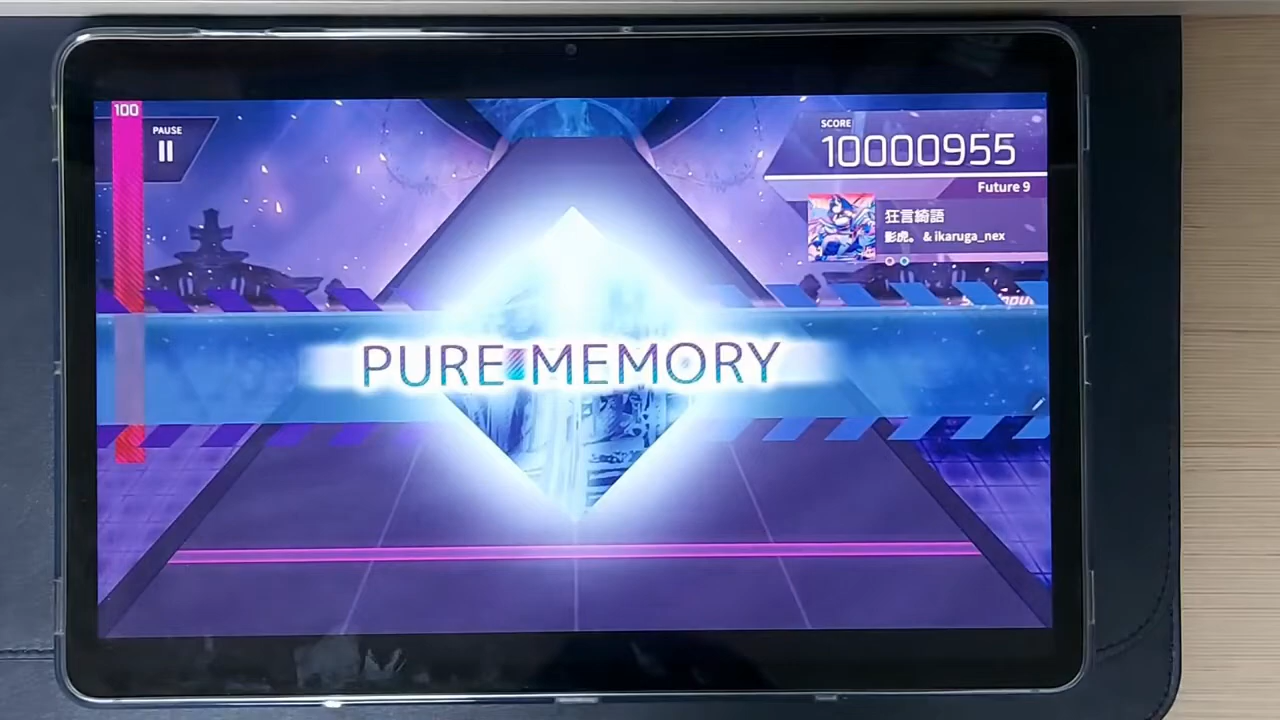 100
PAUSE
SCORE
10000955
Future 9
狂言綺語
影虎。 & ikaruga_nex
PURE MEMORY